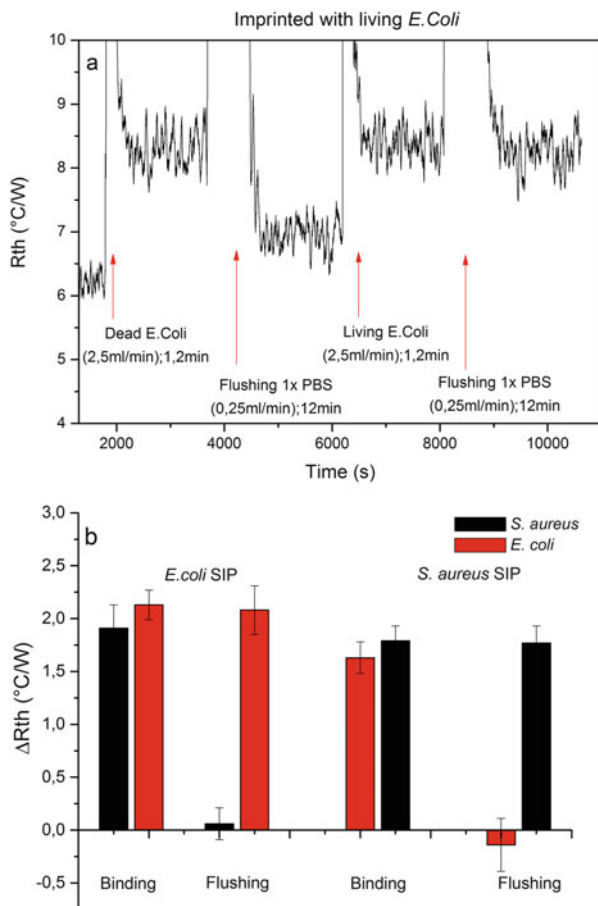 Imprinted with living E.Coli
a
10
9
8
7
6
5
4
Rth (°C/W)
Dead E.Coli
(2,5ml/min);1,2min
Flushing 1x PBS
(0,25ml/min);12min
Living E.Coli
(2,5ml/min);1,2min
Flushing 1x PBS
(0,25ml/min);12min
2000 4000 6000 8000 10000
Time (s)
b
S. aureus
E. coli
E.coli SIP
S. aureus SIP
3,0
2,5
2,0
1,5
1,0
0,5
0,0
-0,5
ΔRth (°C/W)
Binding Flushing Binding Flushing